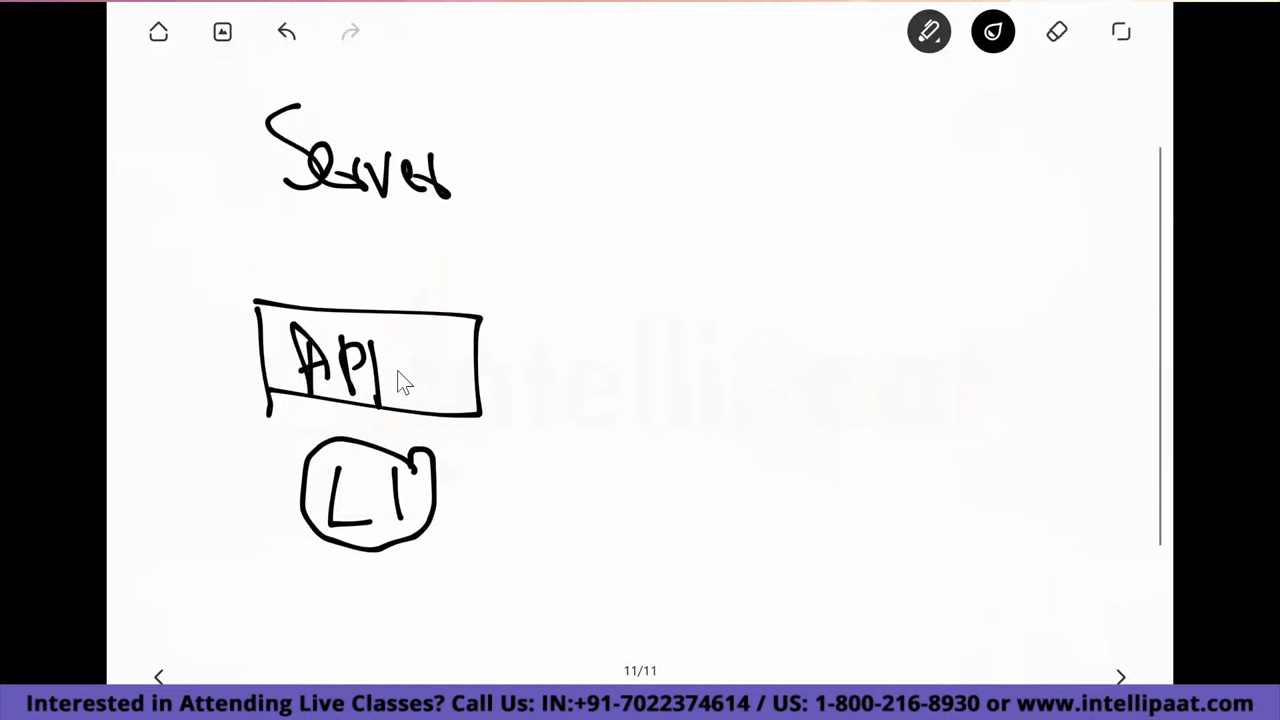 Server
API
L1
11/11
Interested in Attending Live Classes? Call Us: IN:+91-7022374614 / US: 1-800-216-8930 or www.intellipaat.com